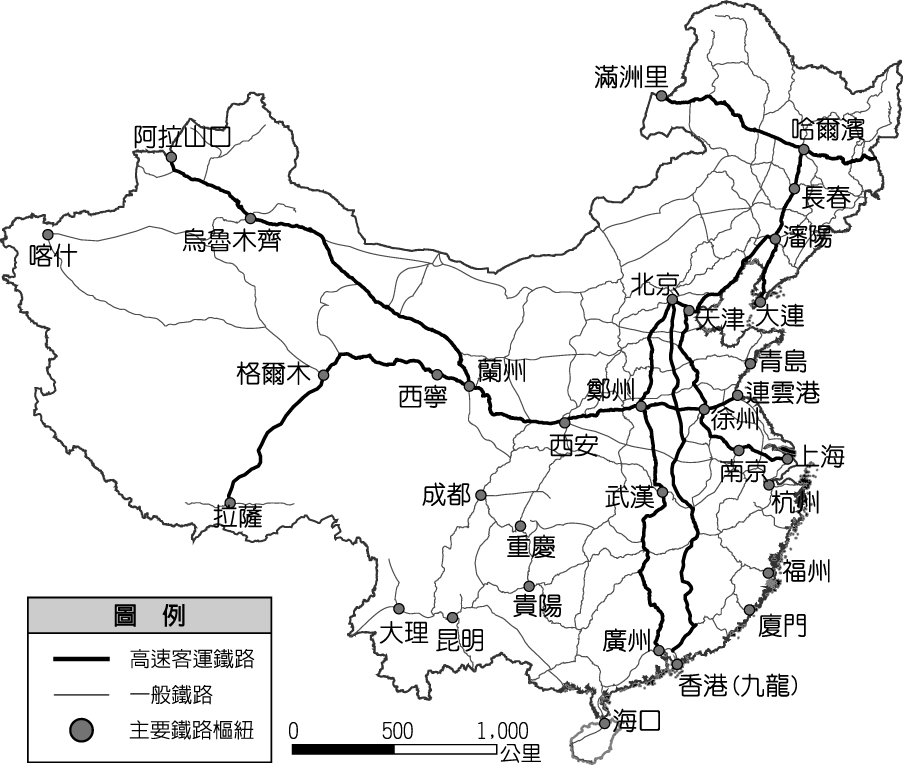 滿洲里
哈爾濱
阿拉山口
長春
烏魯木齊
瀋陽
喀什
北京
天津
大連
格爾木
西寧
蘭州
青島
鄭州
連雲港
徐州
西安
南京
上海
成都
武漢
杭州
拉薩
重慶
福州
貴陽
大理
昆明
廈門
廣州
香港(九龍)
海口
圖 例
高速客運鐵路
一般鐵路
主要鐵路樞紐
0 500 1,000
公里